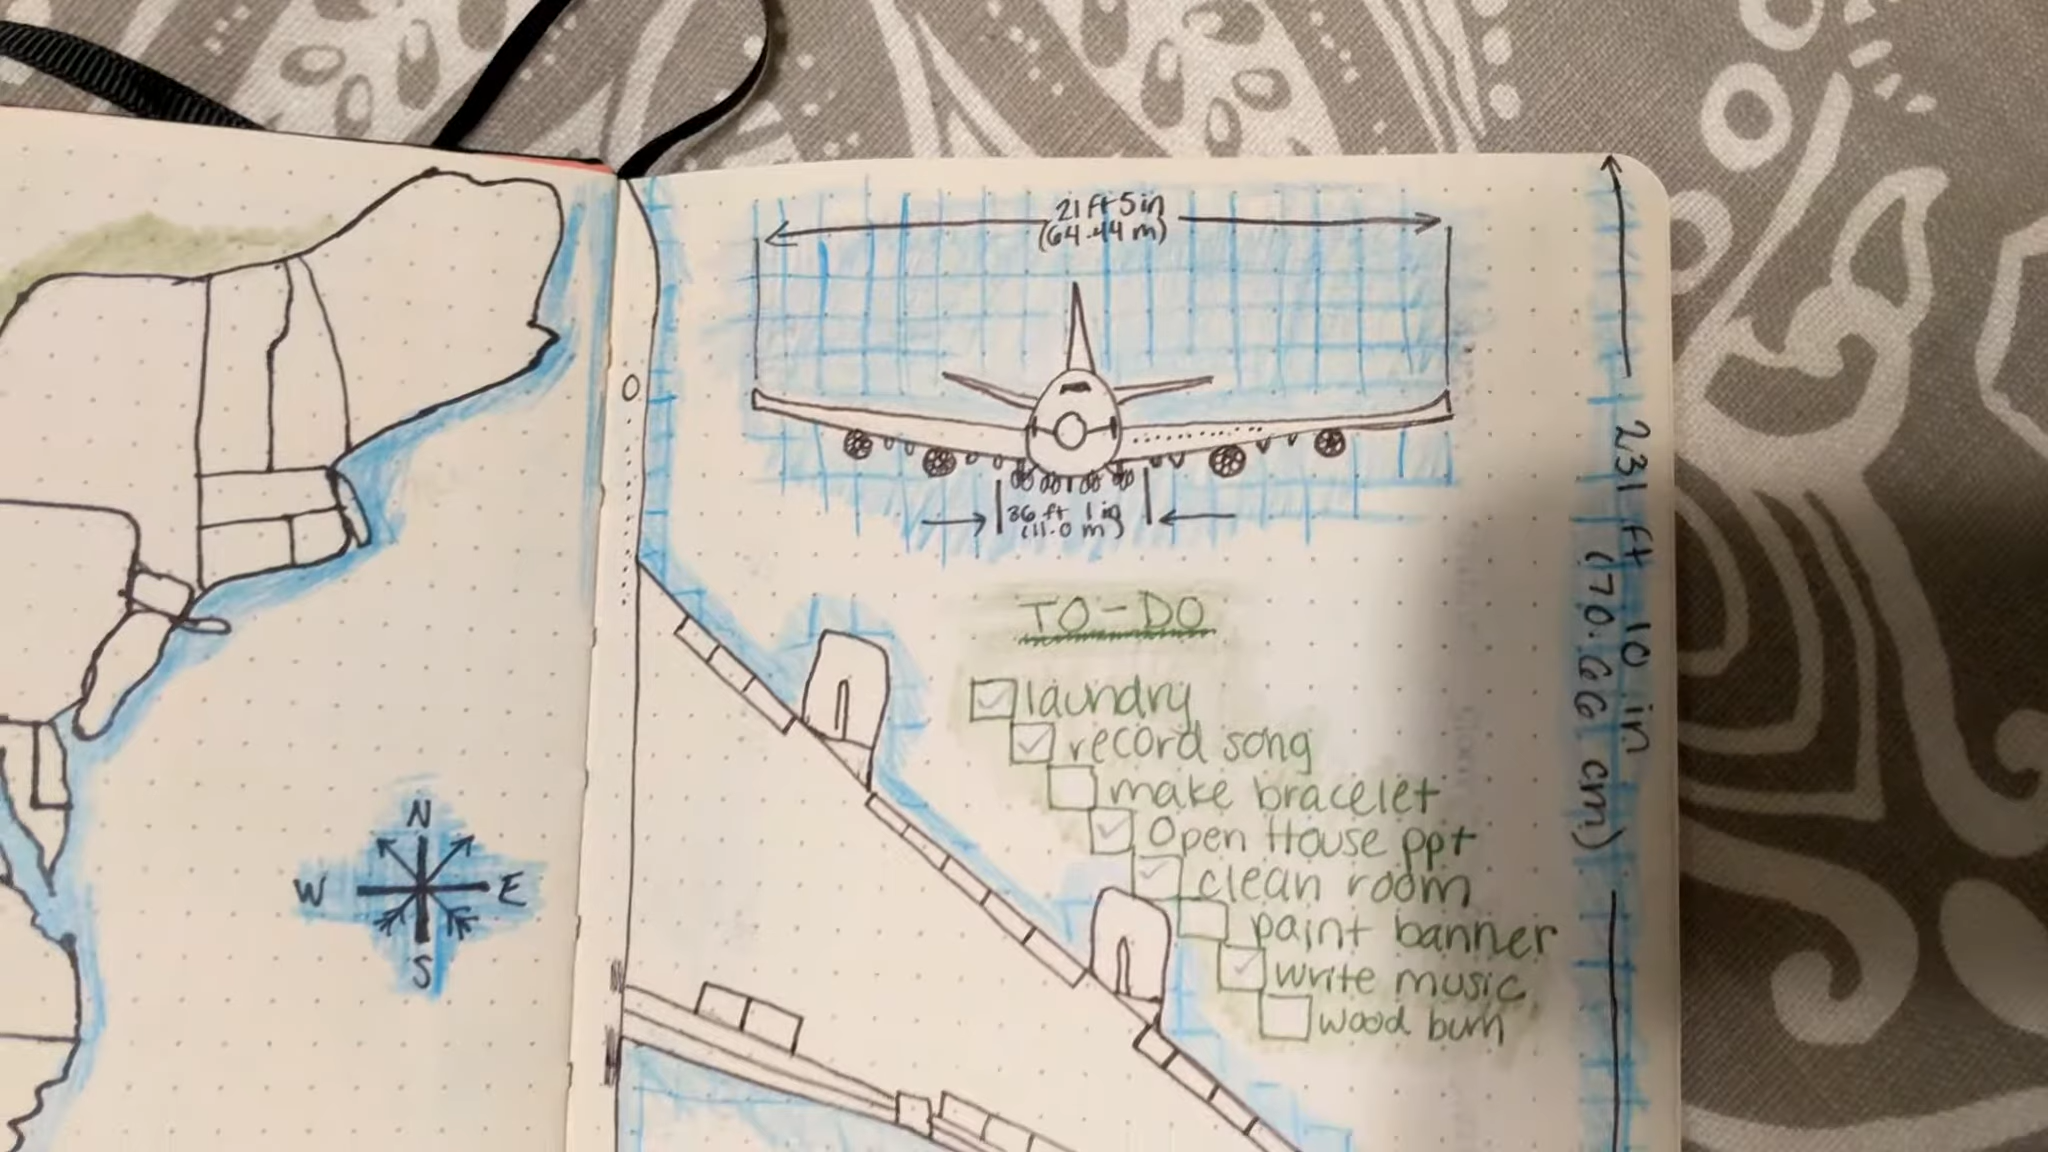 N
W E
S
21 ft 5 in
(64.44 m)
36 ft 1 in
(11.0 m)
TO-DO
laundry
record song
make bracelet
Open House ppt
clean room
paint banner
write music
wood burn
231 ft 10 in
(70.66 cm)